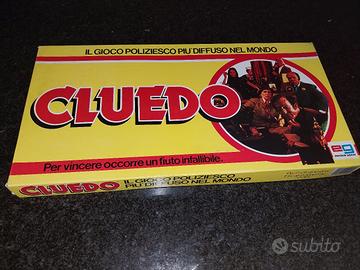 IL GIOCO POLIZIESCO PIU' DIFFUSO NEL MONDO
CLUEDO
Per vincere occorre un fiuto infallibile.
eg
CLUEDO
IL GIOCO POLIZIESCO
PIU' DIFFUSO NEL MONDO
subito